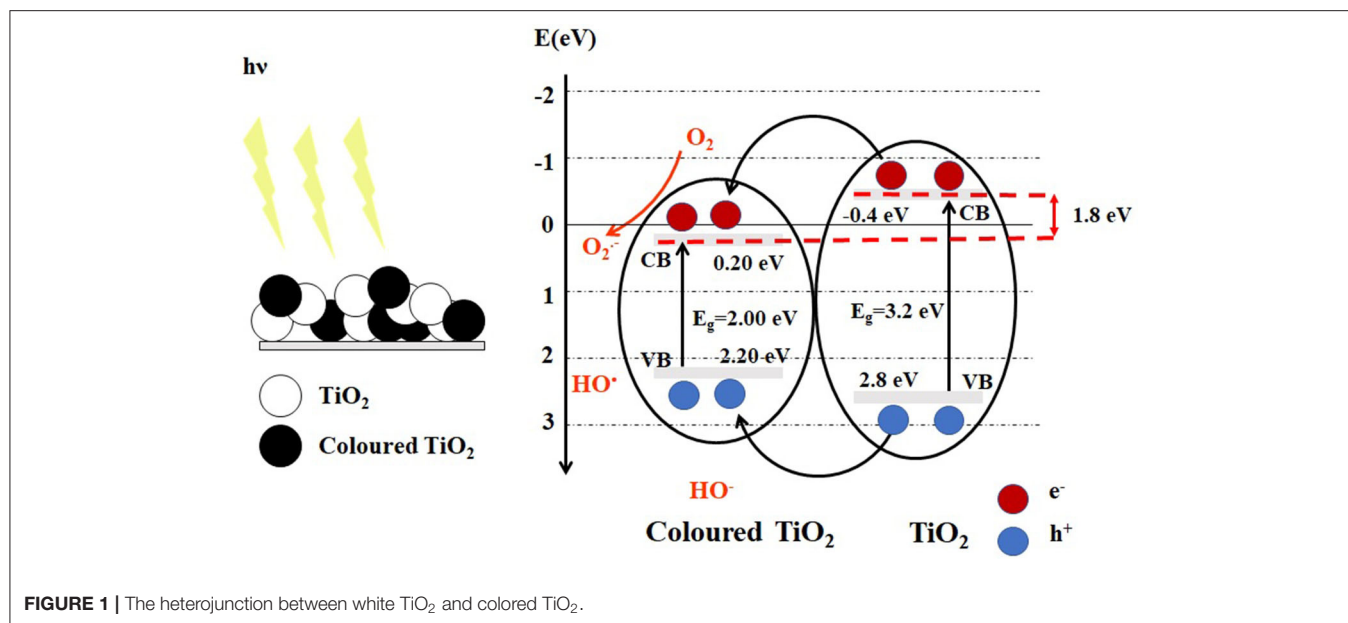 hν
TiO₂
Coloured TiO₂
E(eV)
-2
-1
0
1
2
3
O₂
O₂·⁻
HO•
HO⁻
CB
0.20 eV
E_g=2.00 eV
VB
2.20 eV
-0.4 eV
CB
1.8 eV
E_g=3.2 eV
2.8 eV
VB
Coloured TiO₂
TiO₂
e⁻
h⁺
FIGURE 1 | The heterojunction between white TiO₂ and colored TiO₂.